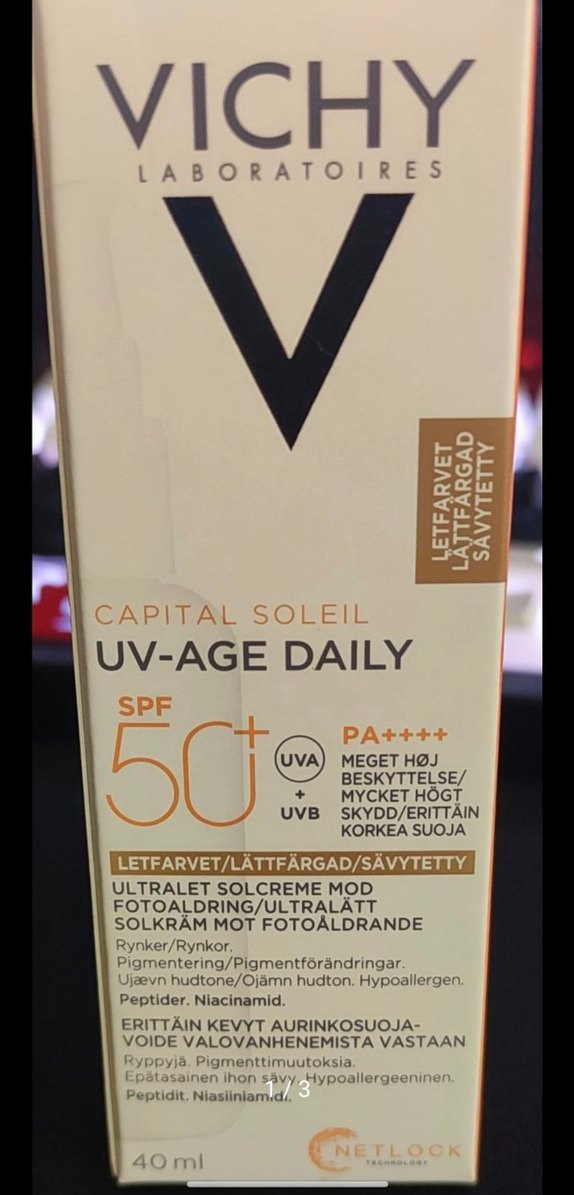 VICHY
LABORATOIRES
LETFARVET
LÄTTFÄRGAD
SÄVYTETTY
CAPITAL SOLEIL
UV-AGE DAILY
SPF
50+
UVA
+
UVB
PA++++
MEGET HØJ
BESKYTTELSE/
MYCKET HÖGT
SKYDD/ERITTÄIN
KORKEA SUOJA
LETFARVET/LÄTTFÄRGAD/SÄVYTETTY
ULTRALET SOLCREME MOD
FOTOALDRING/ULTRALÄTT
SOLKRÄM MOT FOTOÅLDRANDE
Rynker/Rynkor.
Pigmentering/Pigmentförändringar.
Ujævn hudtone/Ojämn hudton. Hypoallergen.
Peptider. Niacinamid.
ERITTÄIN KEVYT AURINKOSUOJA-
VOIDE VALOVANHENEMISTA VASTAAN
Ryppyjä. Pigmenttimuutoksia.
Epätasainen ihon sävy. Hypoallergeeninen.
1/3
Peptidit. Niasiiniamidi.
40 ml
NETLOCK
TECHNOLOGY